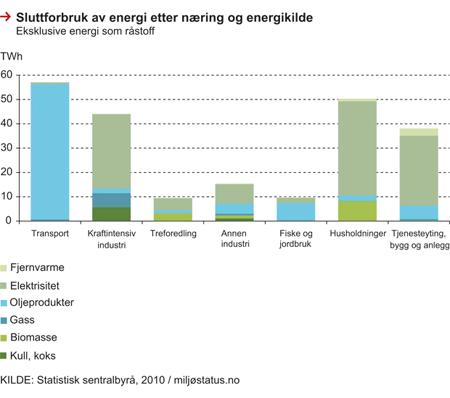 Sluttforbruk av energi etter næring og energikilde
Eksklusive energi som råstoff
TWh
60
50
40
30
20
10
0
Transport
Kraftintensiv
industri
Treforedling
Annen
industri
Fiske og
jordbruk
Husholdninger
Tjenesteyting,
bygg og anlegg
Fjernvarme
Elektrisitet
Oljeprodukter
Gass
Biomasse
Kull, koks
KILDE: Statistisk sentralbyrå, 2010 / miljøstatus.no